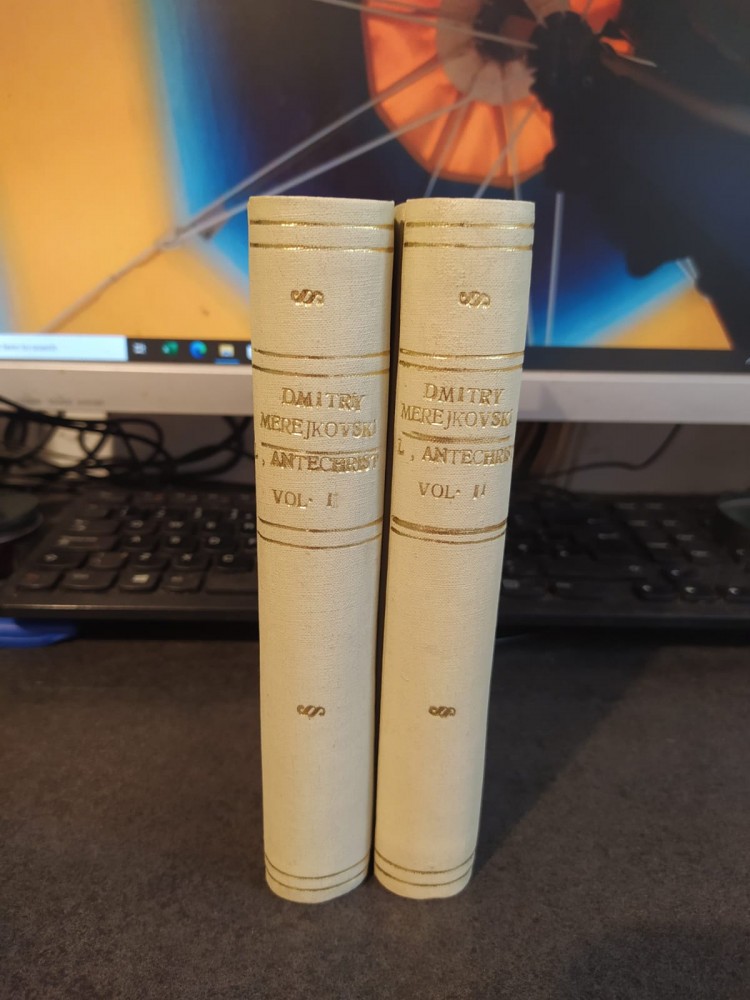 DMITRY
MEREJKOVSKI
L, ANTECHRIST
VOL· I
DMITRY
MEREJKOVSKI
L, ANTECHRIST
VOL· II